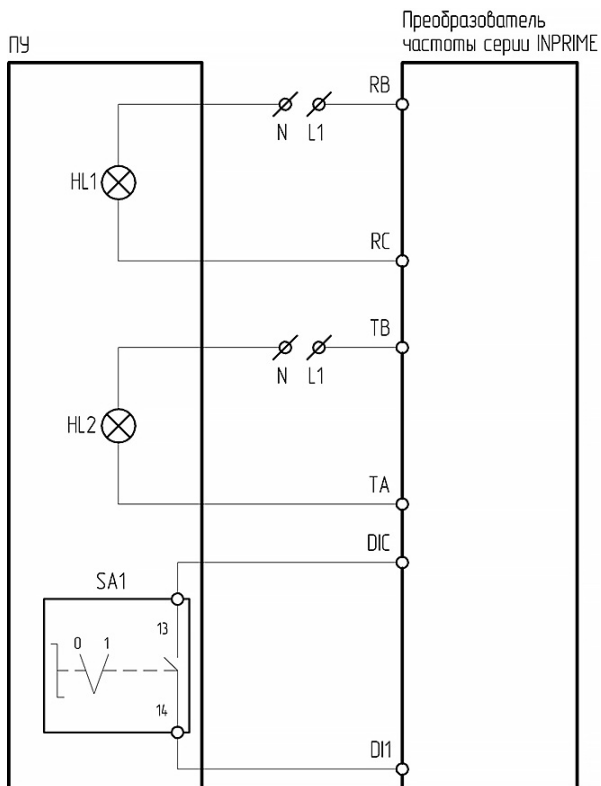 Преобразователь
ПУ
частоты серии INPRIME
RB
N L1
HL1
RC
TB
N L1
HL2
TA
DIC
SA1
13
0 1
14
DI1